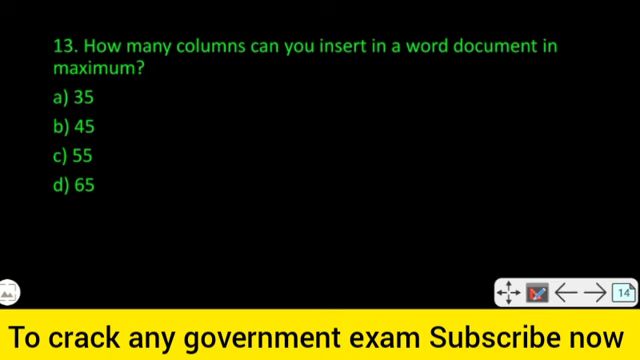 13. How many columns can you insert in a word document in
maximum?
a) 35
b) 45
c) 55
d) 65
14
To crack any government exam Subscribe now